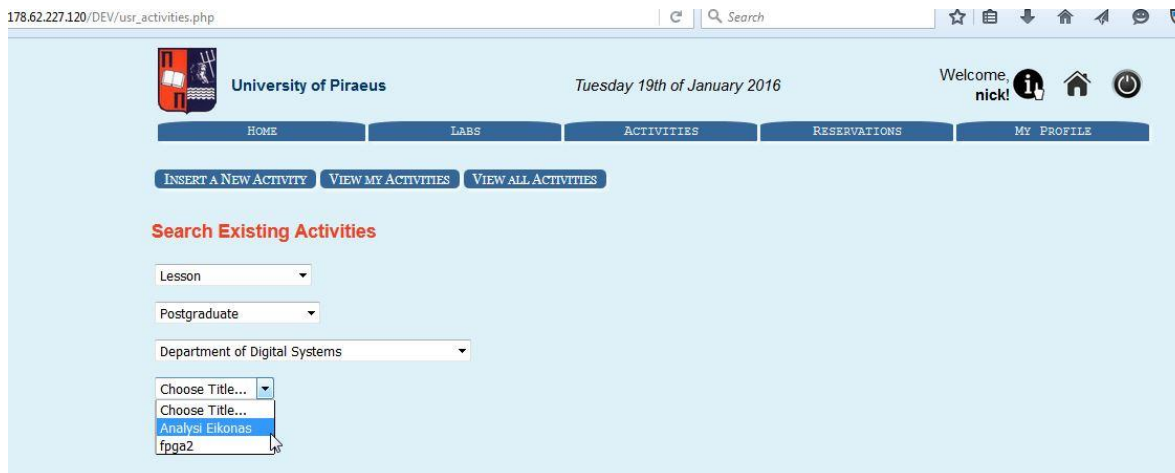 178.62.227.120/DEV/usr_activities.php
Search
Π
Π
University of Piraeus
Tuesday 19th of January 2016
Welcome,
nick!
HOME LABS ACTIVITIES RESERVATIONS MY PROFILE
INSERT A NEW ACTIVITY VIEW MY ACTIVITIES VIEW ALL ACTIVITIES
Search Existing Activities
Lesson
Postgraduate
Department of Digital Systems
Choose Title...
Choose Title...
Analysi Eikonas
fpga2